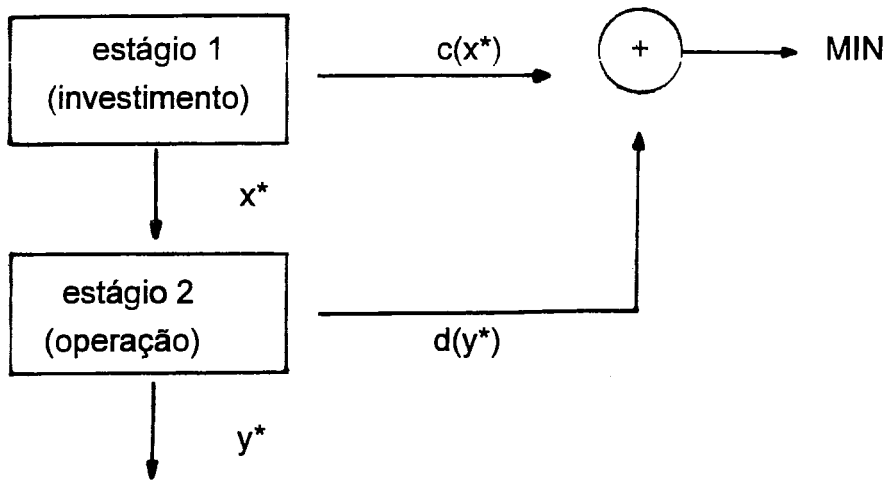 estágio 1
(investimento)
c(x*)
+
MIN
x*
estágio 2
(operação)
d(y*)
y*